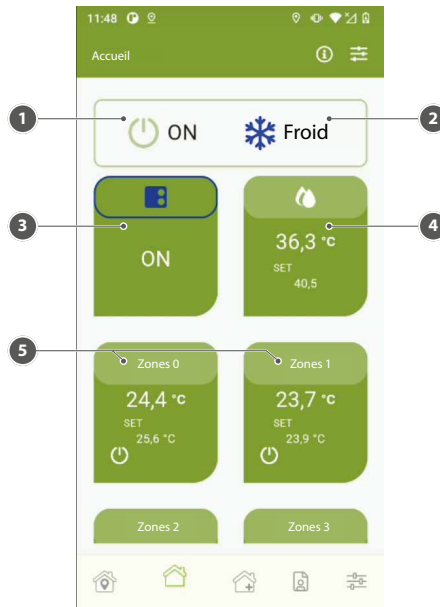 11:48
Accueil
1
ON
Froid
2
3
ON
36,3 °C
SET
40,5
4
5
Zones 0
24,4 °C
SET
25,6 °C
Zones 1
23,7 °C
SET
23,9 °C
Zones 2
Zones 3